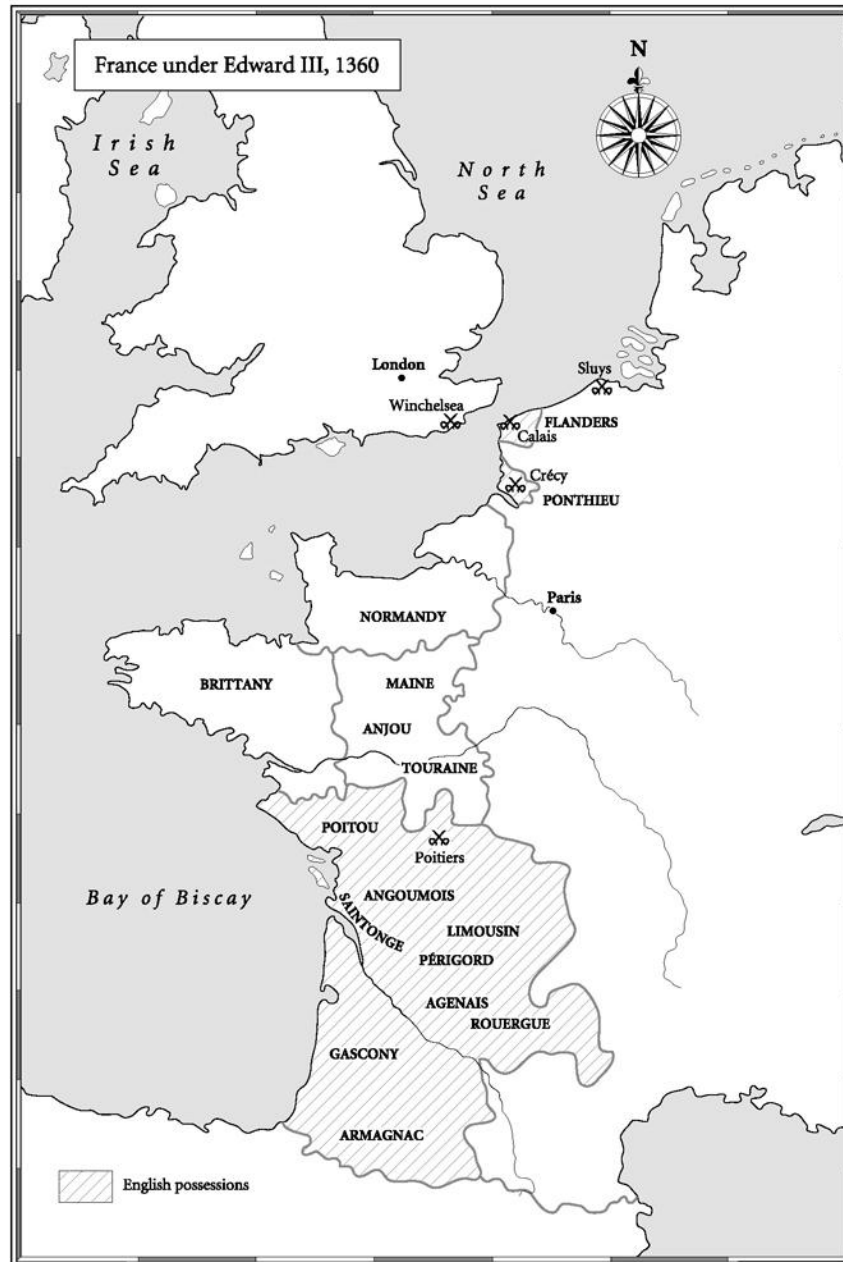 France under Edward III, 1360
N
Irish
Sea
North
Sea
London
Winchelsea
Sluys
FLANDERS
Calais
Crécy
PONTHIEU
Paris
NORMANDY
BRITTANY
MAINE
ANJOU
TOURAINE
POITOU
Poitiers
Bay of Biscay
ANGOUMOIS
SAINTONGE
LIMOUSIN
PÉRIGORD
AGENAIS
ROUERGUE
GASCONY
ARMAGNAC
English possessions